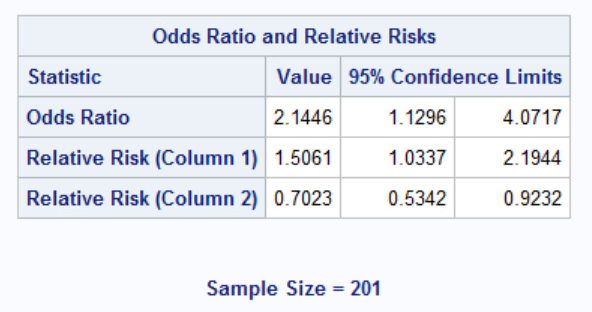 Odds Ratio and Relative Risks
Statistic Value 95% Confidence Limits
Odds Ratio 2.1446 1.1296 4.0717
Relative Risk (Column 1) 1.5061 1.0337 2.1944
Relative Risk (Column 2) 0.7023 0.5342 0.9232
Sample Size = 201